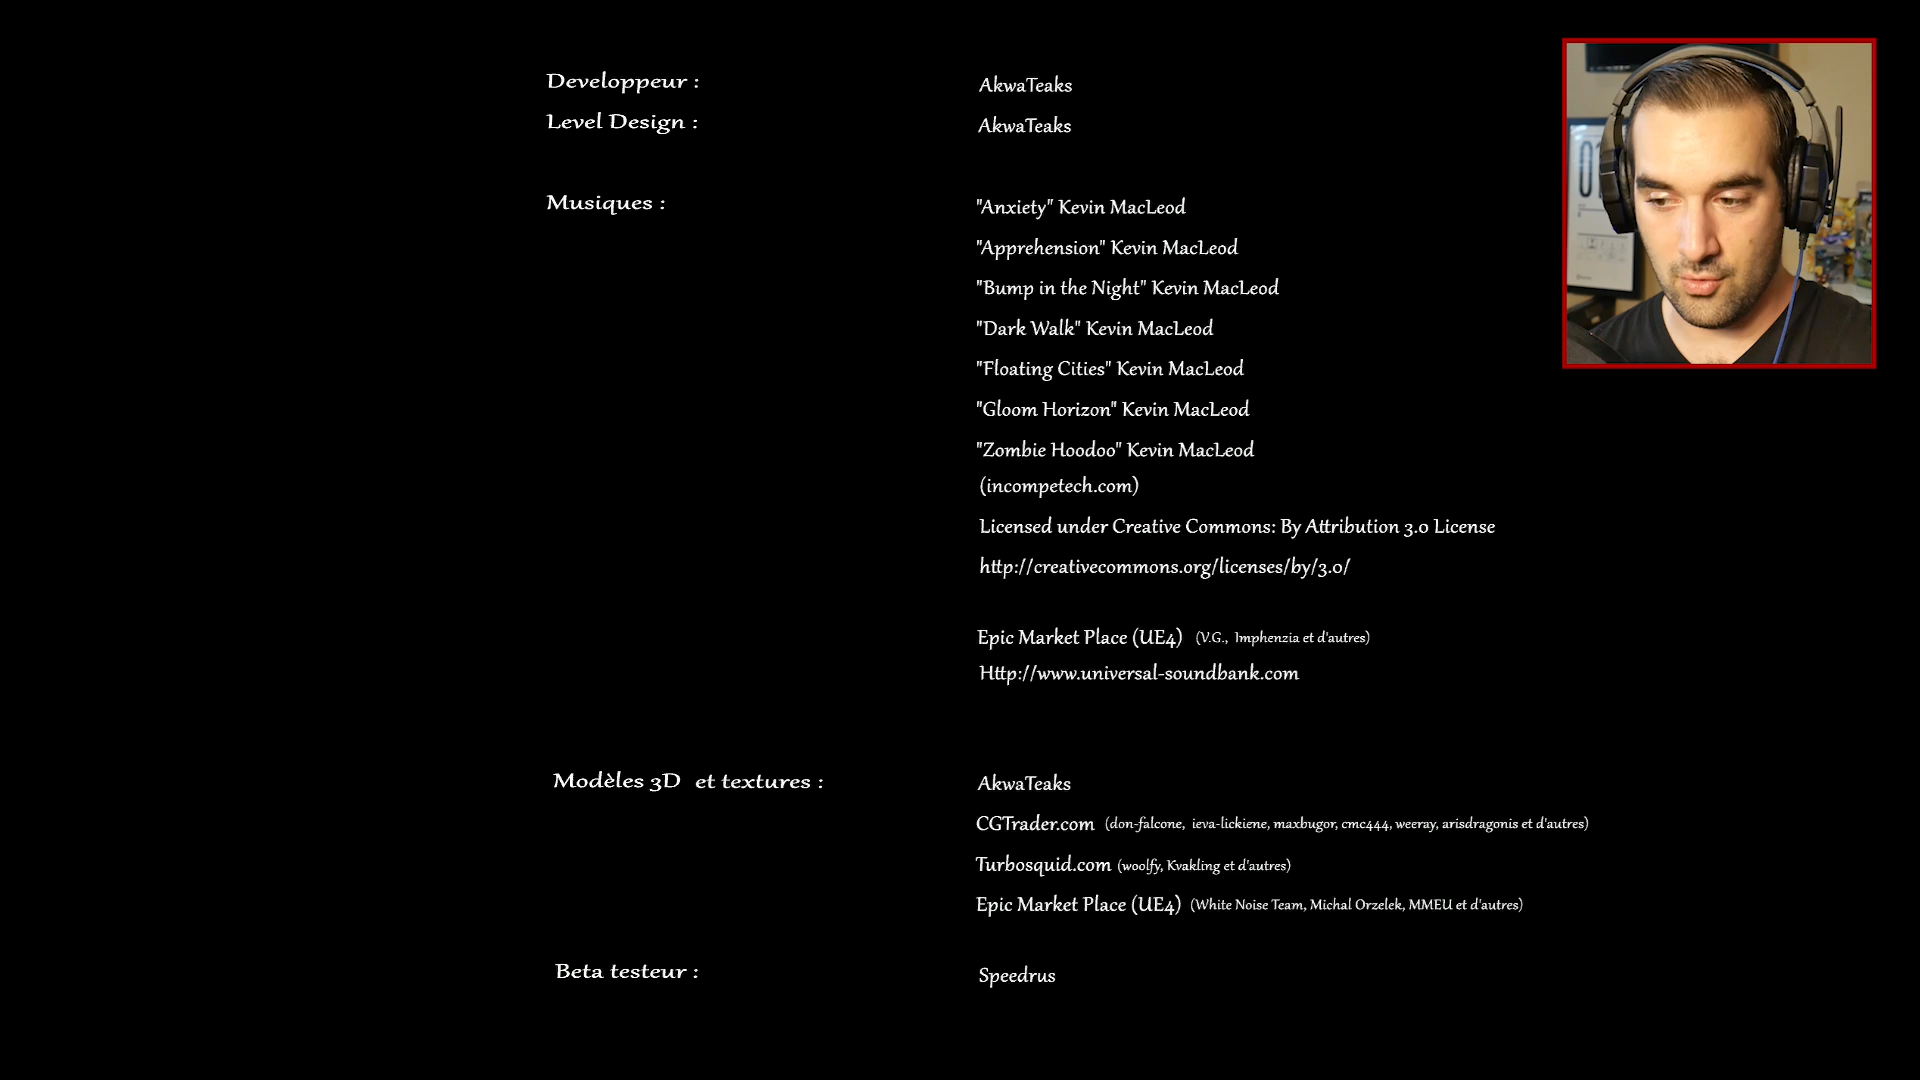 Developpeur : AkwaTeaks
Level Design : AkwaTeaks
Musiques : "Anxiety" Kevin MacLeod
"Apprehension" Kevin MacLeod
"Bump in the Night" Kevin MacLeod
"Dark Walk" Kevin MacLeod
"Floating Cities" Kevin MacLeod
"Gloom Horizon" Kevin MacLeod
"Zombie Hoodoo" Kevin MacLeod
(incompetech.com)
Licensed under Creative Commons: By Attribution 3.0 License
http://creativecommons.org/licenses/by/3.0/
Epic Market Place (UE4) (V.G., Imphenzia et d'autres)
Http://www.universal-soundbank.com
Modèles 3D et textures : AkwaTeaks
CGTrader.com (don-falcone, ieva-lickiene, maxbugor, cmc444, weeray, arisdragonis et d'autres)
Turbosquid.com (woolfy, Kvakling et d'autres)
Epic Market Place (UE4) (White Noise Team, Michal Orzelek, MMEU et d'autres)
Beta testeur : Speedrus